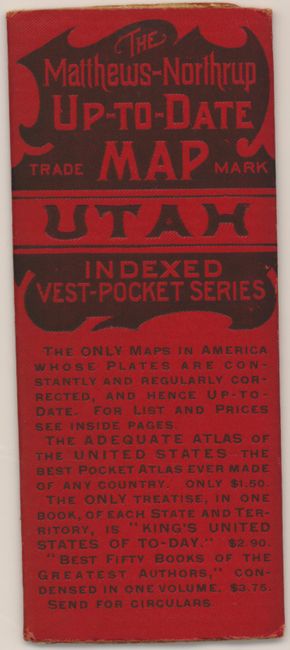 THE
Matthews-Northrup
UP-TO-DATE
TRADE MAP MARK
UTAH
INDEXED
VEST-POCKET SERIES
THE ONLY MAPS IN AMERICA
WHOSE PLATES ARE CON-
STANTLY AND REGULARLY COR-
RECTED, AND HENCE UP-TO-
DATE. FOR LIST AND PRICES
SEE INSIDE PAGES.
THE ADEQUATE ATLAS OF
THE UNITED STATES—THE
BEST POCKET ATLAS EVER MADE
OF ANY COUNTRY. ONLY $1.50.
THE ONLY TREATISE, IN ONE
BOOK, OF EACH STATE AND TER-
RITORY, IS "KING'S UNITED
STATES OF TO-DAY." $2.90.
"BEST FIFTY BOOKS OF THE
GREATEST AUTHORS," CON-
DENSED IN ONE VOLUME, $3.75.
SEND FOR CIRCULARS